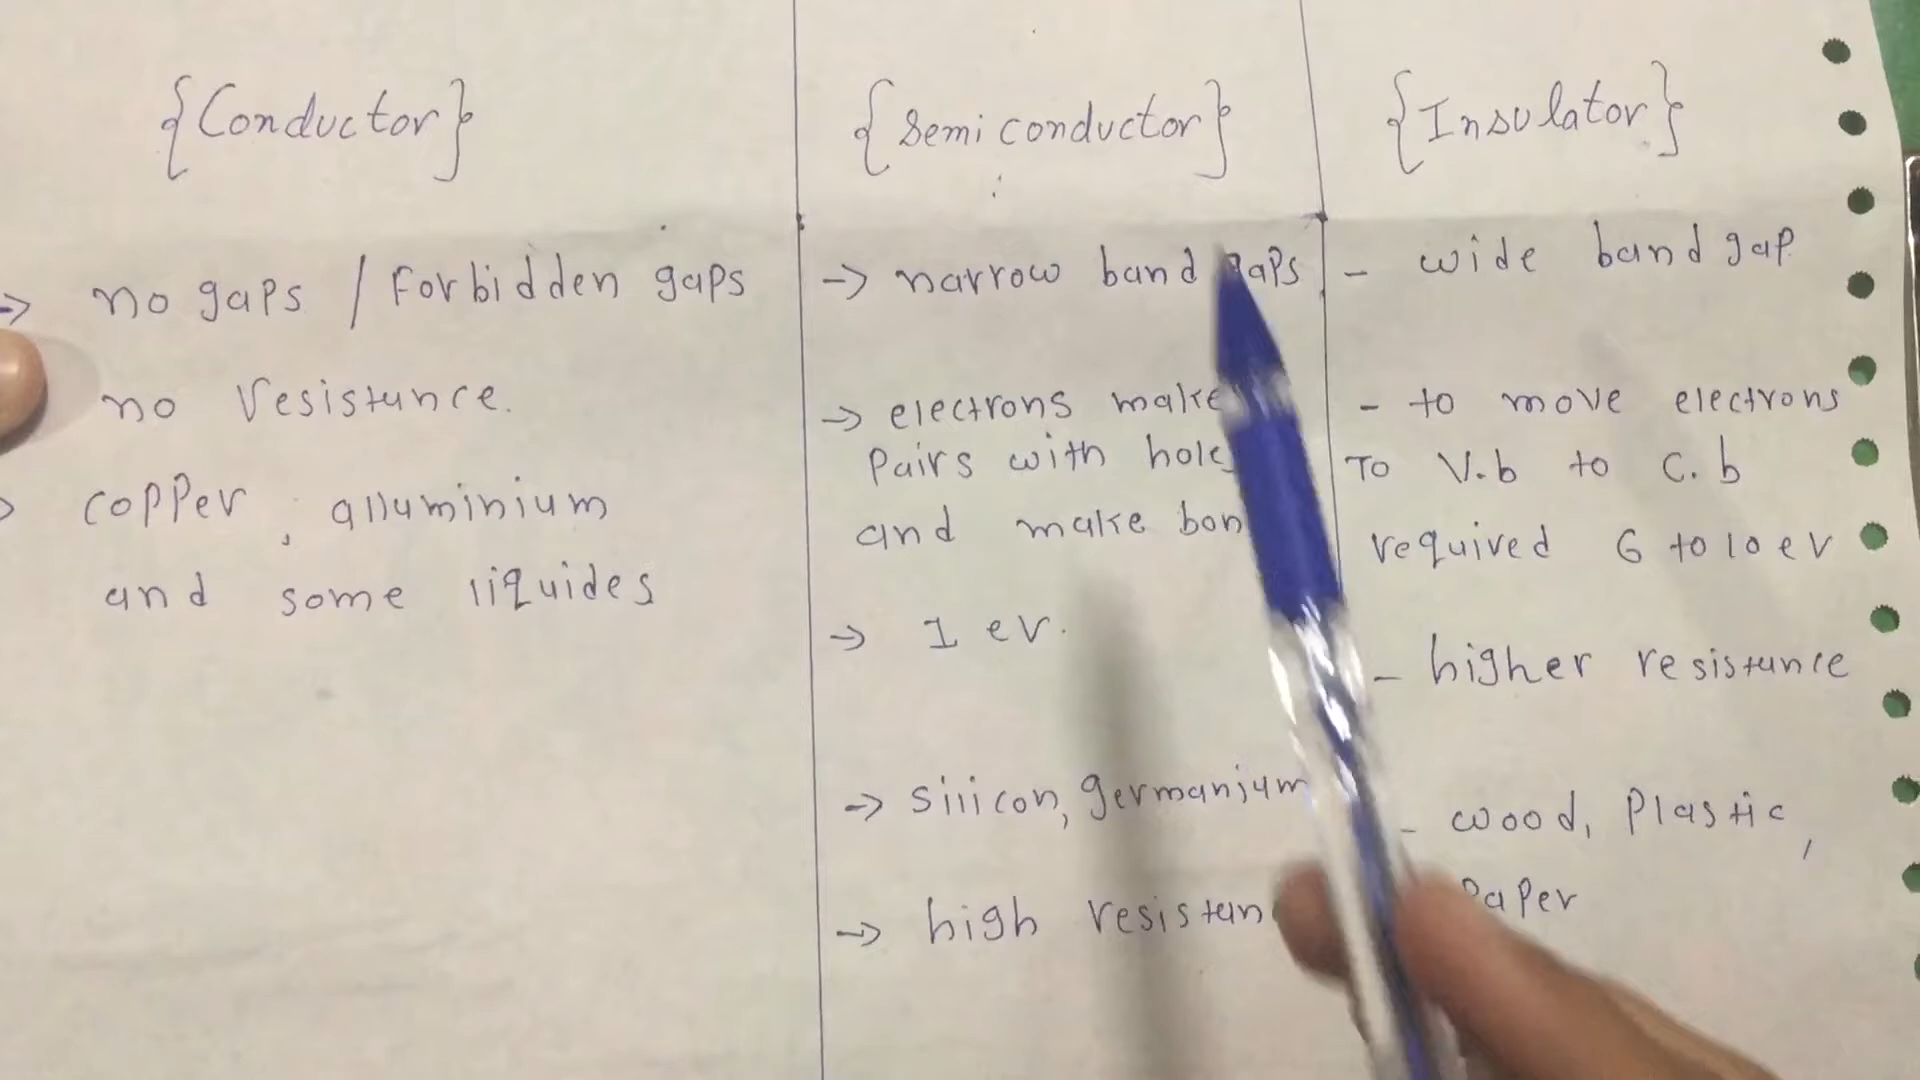 {Conductor}
no gaps / Forbidden gaps
no resistance.
copper, alluminium
and some liquides
{semiconductor}
-> narrow band gaps
-> electrons make
pairs with hole
and make bon
-> 1 ev.
-> silicon, germanium
-> high resistan
{Insulator}
- wide band gap
- to move electrons
To V.b to C.b
required 6 to 10 ev
- higher resistance
- wood, Plastic,
Paper